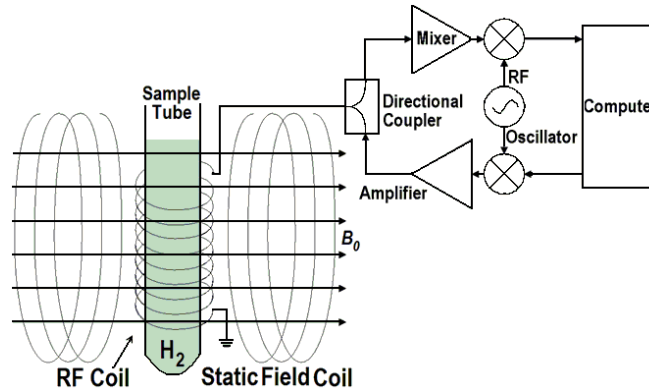 Mixer
Sample
Tube
RF
Directional
Coupler
Compute
Oscillator
Amplifier
B0
H2
RF Coil
Static Field Coil